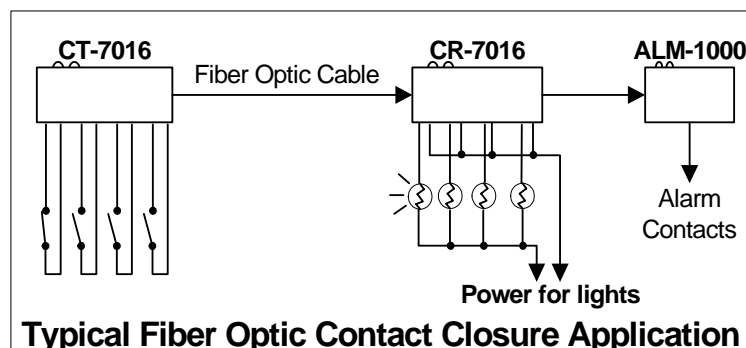 CT-7016
CR-7016
ALM-1000
Fiber Optic Cable
Alarm
Contacts
Power for lights
Typical Fiber Optic Contact Closure Application